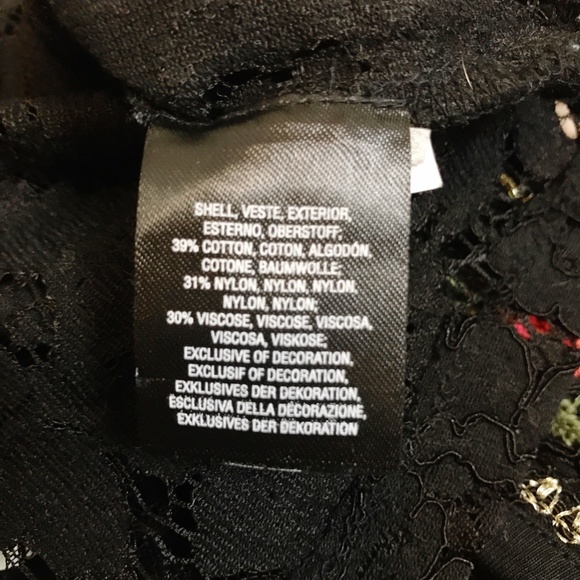 SHELL, VESTE, EXTERIOR,
ESTERNO, OBERSTOFF;
39% COTTON, COTON, ALGODÓN,
COTONE, BAUMWOLLE;
31% NYLON, NYLON, NYLON,
NYLON, NYLON;
30% VISCOSE, VISCOSE, VISCOSA,
VISCOSA, VISKOSE;
EXCLUSIVE OF DECORATION,
EXCLUSIF OF DECORATION,
EXKLUSIVES DER DEKORATION,
ESCLUSIVA DELLA DECORAZIONE,
EXKLUSIVES DER DEKORATION